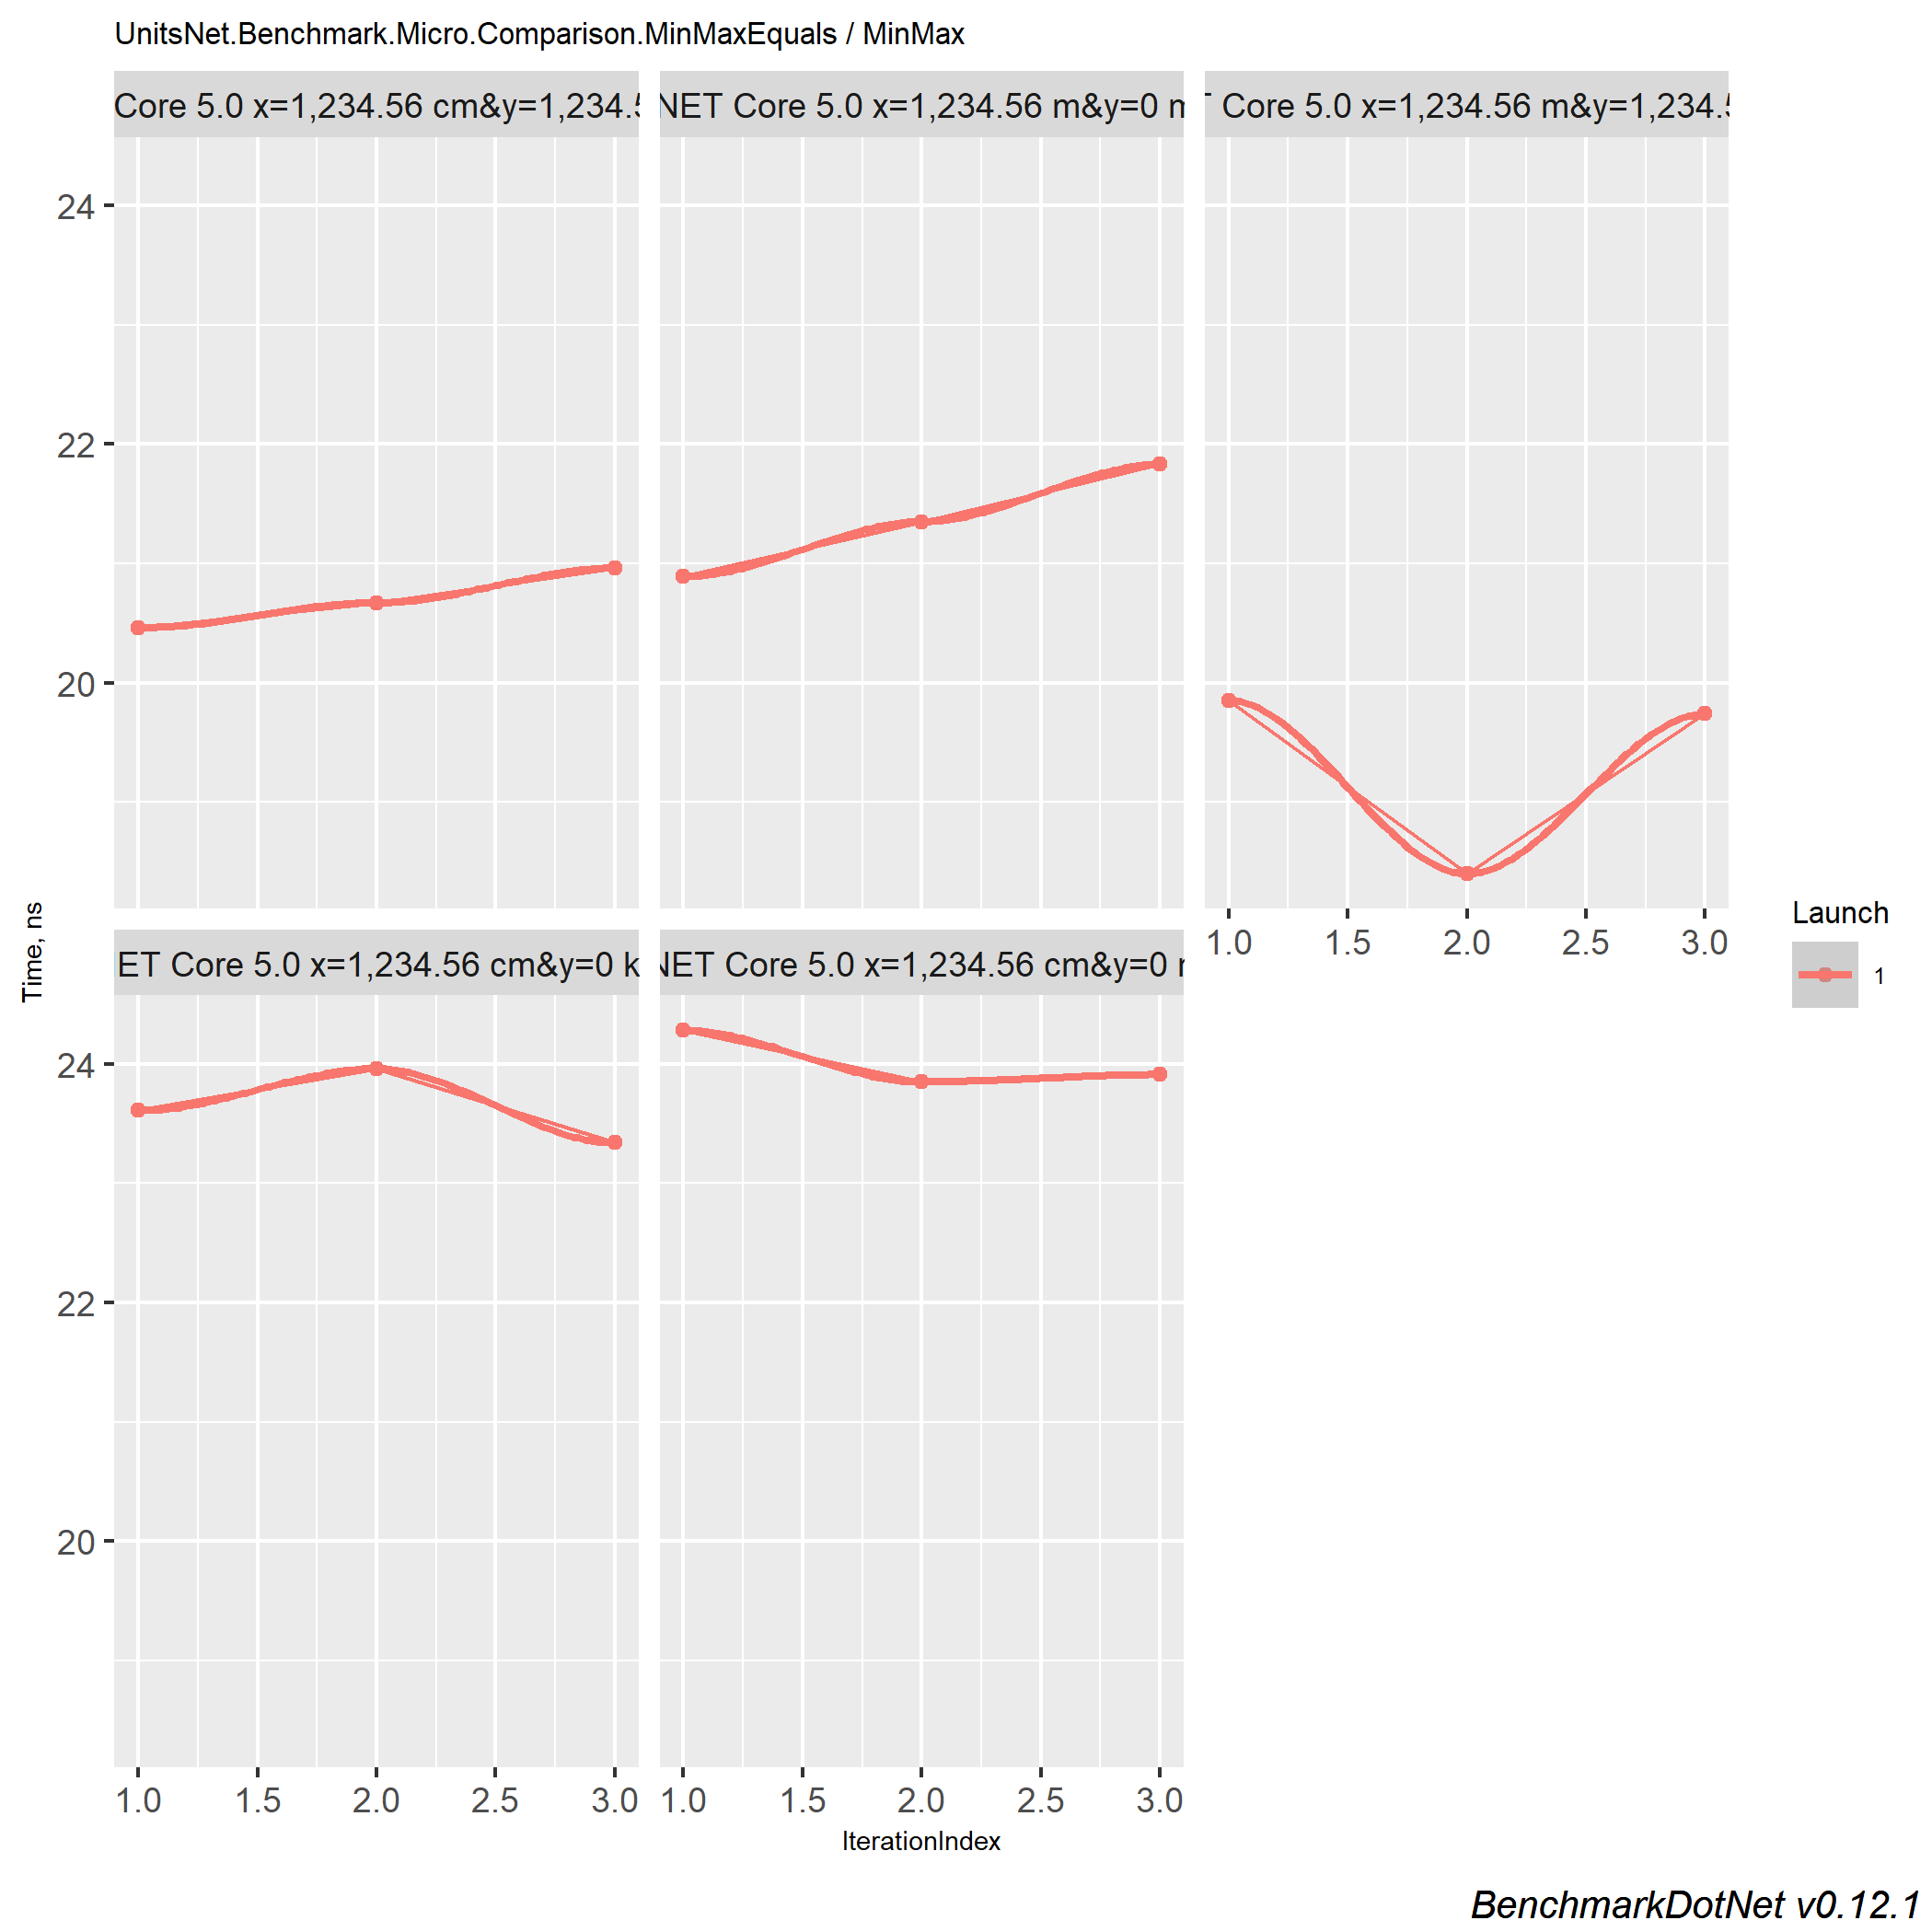 UnitsNet.Benchmark.Micro.Comparison.MinMaxEquals / MinMax
Core 5.0 x=1,234.56 cm&y=1,234.5
NET Core 5.0 x=1,234.56 m&y=0 m
Core 5.0 x=1,234.56 m&y=1,234.5
24
22
20
1.0 1.5 2.0 2.5 3.0
Time, ns
Launch
1
ET Core 5.0 x=1,234.56 cm&y=0 k
NET Core 5.0 x=1,234.56 cm&y=0
24
22
20
1.0 1.5 2.0 2.5 3.0
1.0 1.5 2.0 2.5 3.0
IterationIndex
BenchmarkDotNet v0.12.1